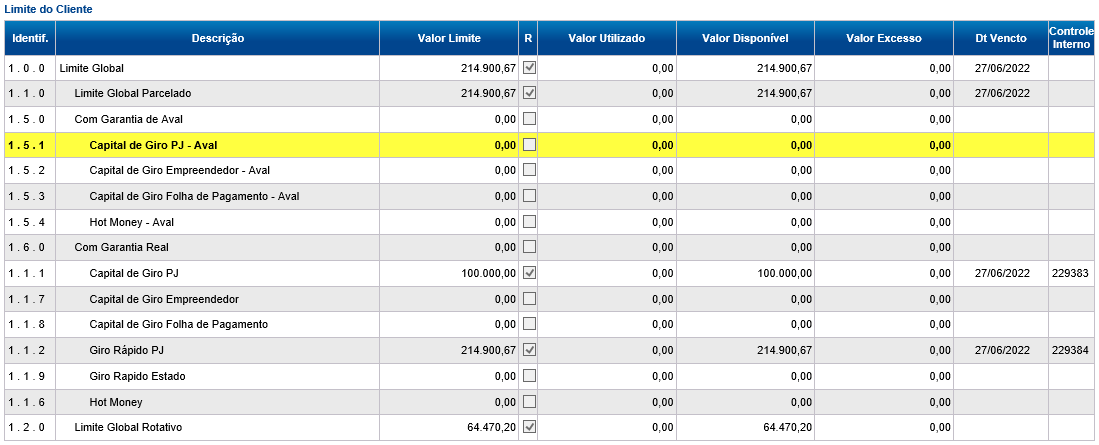 Limite do Cliente
Identif. Descrição Valor Limite R Valor Utilizado Valor Disponível Valor Excesso Dt Vencto Controle Interno
1 . 0 . 0 Limite Global 214.900,67 0,00 214.900,67 0,00 27/06/2022
1 . 1 . 0 Limite Global Parcelado 214.900,67 0,00 214.900,67 0,00 27/06/2022
1 . 5 . 0 Com Garantia de Aval 0,00 0,00 0,00 0,00
1 . 5 . 1 Capital de Giro PJ - Aval 0,00 0,00 0,00 0,00
1 . 5 . 2 Capital de Giro Empreendedor - Aval 0,00 0,00 0,00 0,00
1 . 5 . 3 Capital de Giro Folha de Pagamento - Aval 0,00 0,00 0,00 0,00
1 . 5 . 4 Hot Money - Aval 0,00 0,00 0,00 0,00
1 . 6 . 0 Com Garantia Real 0,00 0,00 0,00 0,00
1 . 1 . 1 Capital de Giro PJ 100.000,00 0,00 100.000,00 0,00 27/06/2022 229383
1 . 1 . 7 Capital de Giro Empreendedor 0,00 0,00 0,00 0,00
1 . 1 . 8 Capital de Giro Folha de Pagamento 0,00 0,00 0,00 0,00
1 . 1 . 2 Giro Rápido PJ 214.900,67 0,00 214.900,67 0,00 27/06/2022 229384
1 . 1 . 9 Giro Rapido Estado 0,00 0,00 0,00 0,00
1 . 1 . 6 Hot Money 0,00 0,00 0,00 0,00
1 . 2 . 0 Limite Global Rotativo 64.470,20 0,00 64.470,20 0,00